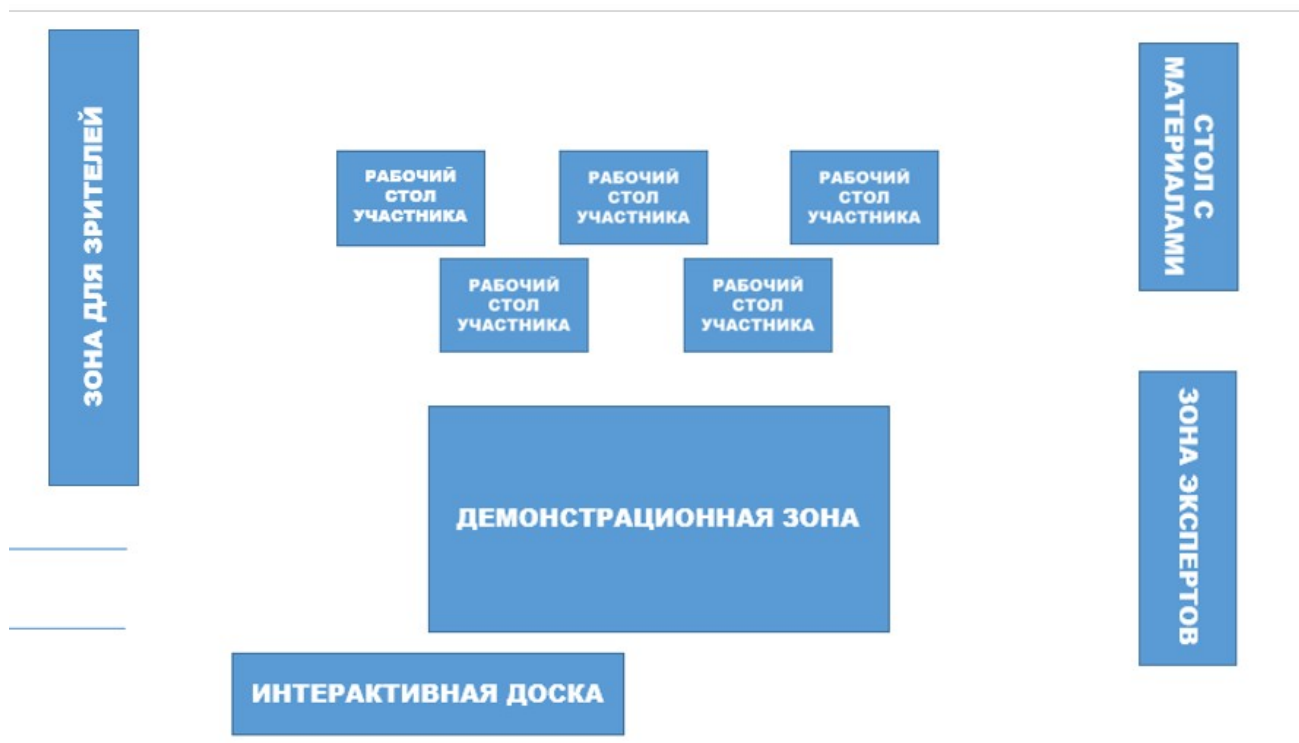 ЗОНА ДЛЯ ЗРИТЕЛЕЙ
РАБОЧИЙ
СТОЛ
УЧАСТНИКА
РАБОЧИЙ
СТОЛ
УЧАСТНИКА
РАБОЧИЙ
СТОЛ
УЧАСТНИКА
СТОЛ С
МАТЕРИАЛАМИ
РАБОЧИЙ
СТОЛ
УЧАСТНИКА
РАБОЧИЙ
СТОЛ
УЧАСТНИКА
ДЕМОНСТРАЦИОННАЯ ЗОНА
ЗОНА ЭКСПЕРТОВ
ИНТЕРАКТИВНАЯ ДОСКА